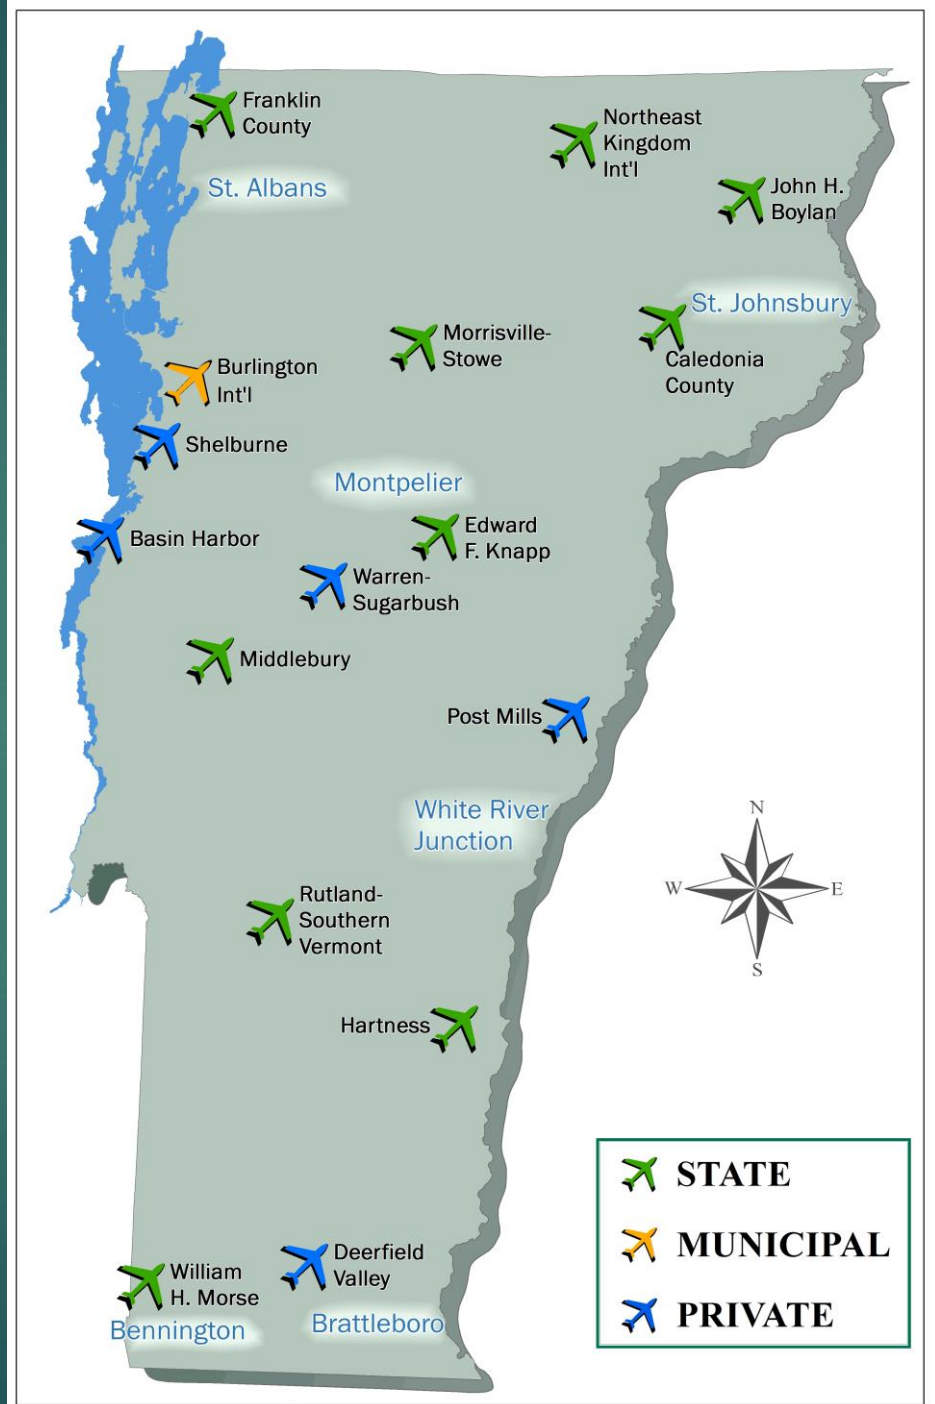 Franklin
County
St. Albans
Northeast
Kingdom
Int'l
John H.
Boylan
St. Johnsbury
Caledonia
County
Morrisville-
Stowe
Burlington
Int'l
Shelburne
Montpelier
Basin Harbor
Edward
F. Knapp
Warren-
Sugarbush
Middlebury
Post Mills
White River
Junction
N
W
E
S
Rutland-
Southern
Vermont
Hartness
STATE
MUNICIPAL
PRIVATE
Deerfield
Valley
William
H. Morse
Bennington
Brattleboro